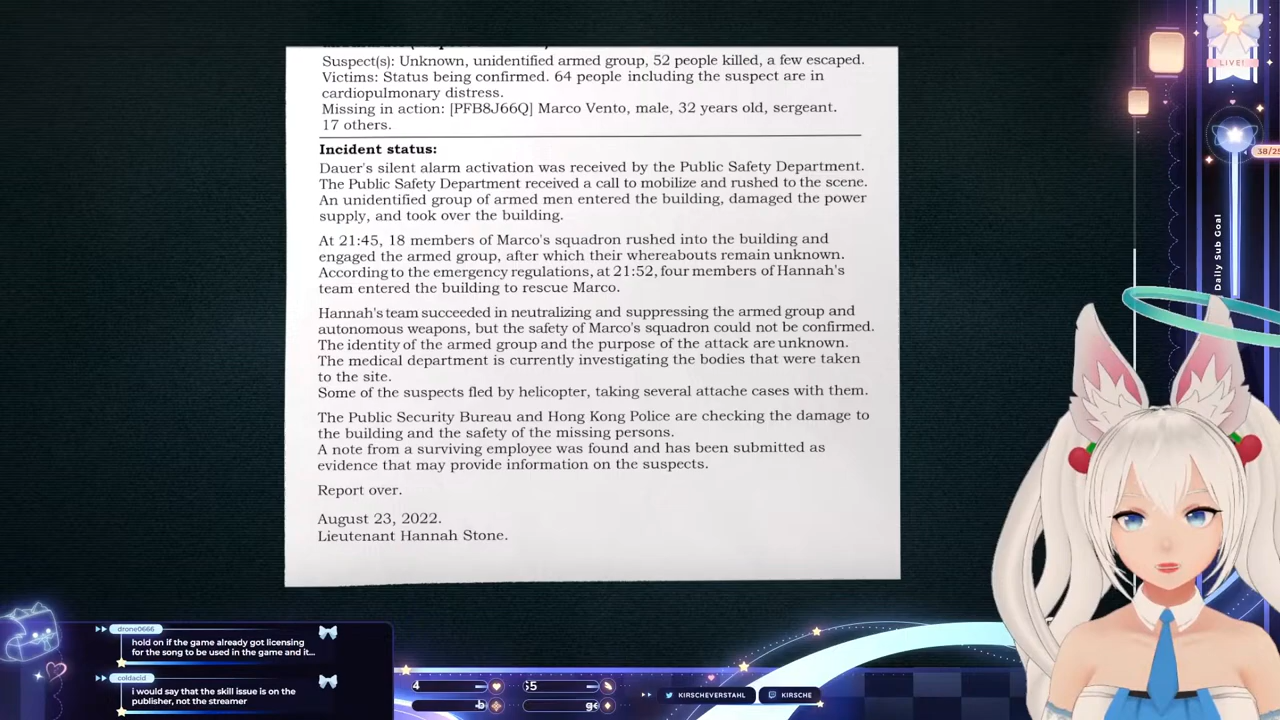 Suspect(s): Unknown, unidentified armed group, 52 people killed, a few escaped.
Victims: Status being confirmed. 64 people including the suspect are in
cardiopulmonary distress.
Missing in action: [PFB8J66Q] Marco Vento, male, 32 years old, sergeant.
17 others.
Incident status:
Dauer's silent alarm activation was received by the Public Safety Department.
The Public Safety Department received a call to mobilize and rushed to the scene.
An unidentified group of armed men entered the building, damaged the power
supply, and took over the building.
At 21:45, 18 members of Marco's squadron rushed into the building and
engaged the armed group, after which their whereabouts remain unknown.
According to the emergency regulations, at 21:52, four members of Hannah's
team entered the building to rescue Marco.
Hannah's team succeeded in neutralizing and suppressing the armed group and
autonomous weapons, but the safety of Marco's squadron could not be confirmed.
The identity of the armed group and the purpose of the attack are unknown.
The medical department is currently investigating the bodies that were taken
to the site.
Some of the suspects fled by helicopter, taking several attache cases with them.
The Public Security Bureau and Hong Kong Police are checking the damage to
the building and the safety of the missing persons.
A note from a surviving employee was found and has been submitted as
evidence that may provide information on the suspects.
Report over.
August 23, 2022.
Lieutenant Hannah Stone.
LIVE!
38/25
Daily Sub Goal
drone0666
hold on if the game already got licensing
for the song to be used in the game and it...
coldacid
i would say that the skill issue is on the
publisher, not the streamer
KIRSCHEVERSTAHL
KIRSCHE